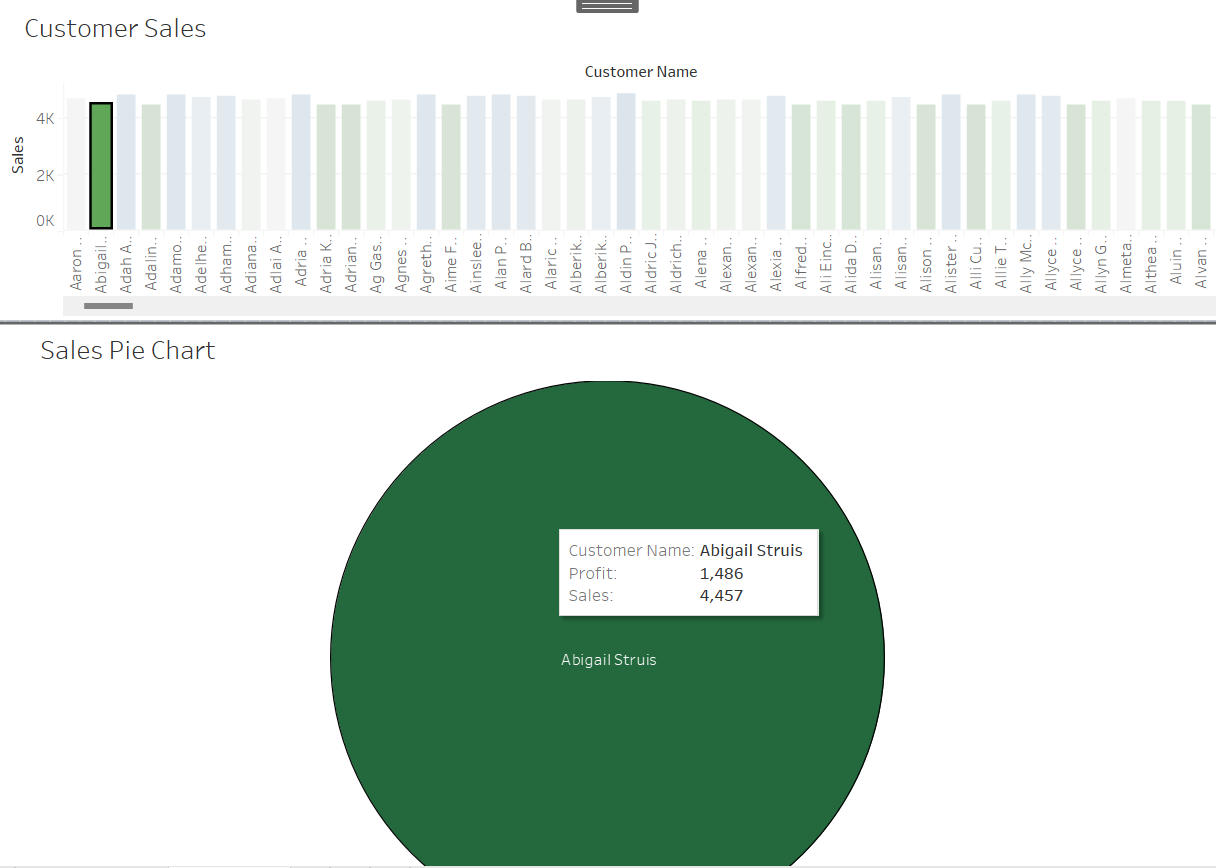 Customer Sales
Customer Name
Sales
4K
2K
0K
Aaron ..
Abigail..
Adah A..
Adalin..
Adamo..
Adelhe..
Adham..
Adiana..
Adlai A..
Adria ..
Adria K..
Adrian..
Ag Gas..
Agnes ..
Agreth..
Aime F..
Ainslee..
Alan P..
Alard B..
Alaric ..
Alberik..
Alberik..
Aldin P..
Aldric J..
Aldrich..
Alena ..
Alexan..
Alexan..
Alexia ..
Alfred..
Ali Einc..
Alida D..
Alisan..
Alisan ..
Alison ..
Alister ..
Alli Cu..
Allie T..
Ally Mc..
Allyce ..
Allyce ..
Allyn G..
Almeta..
Althea ..
Aluin ..
Alvan ..
Sales Pie Chart
Customer Name: Abigail Struis
Profit: 1,486
Sales: 4,457
Abigail Struis